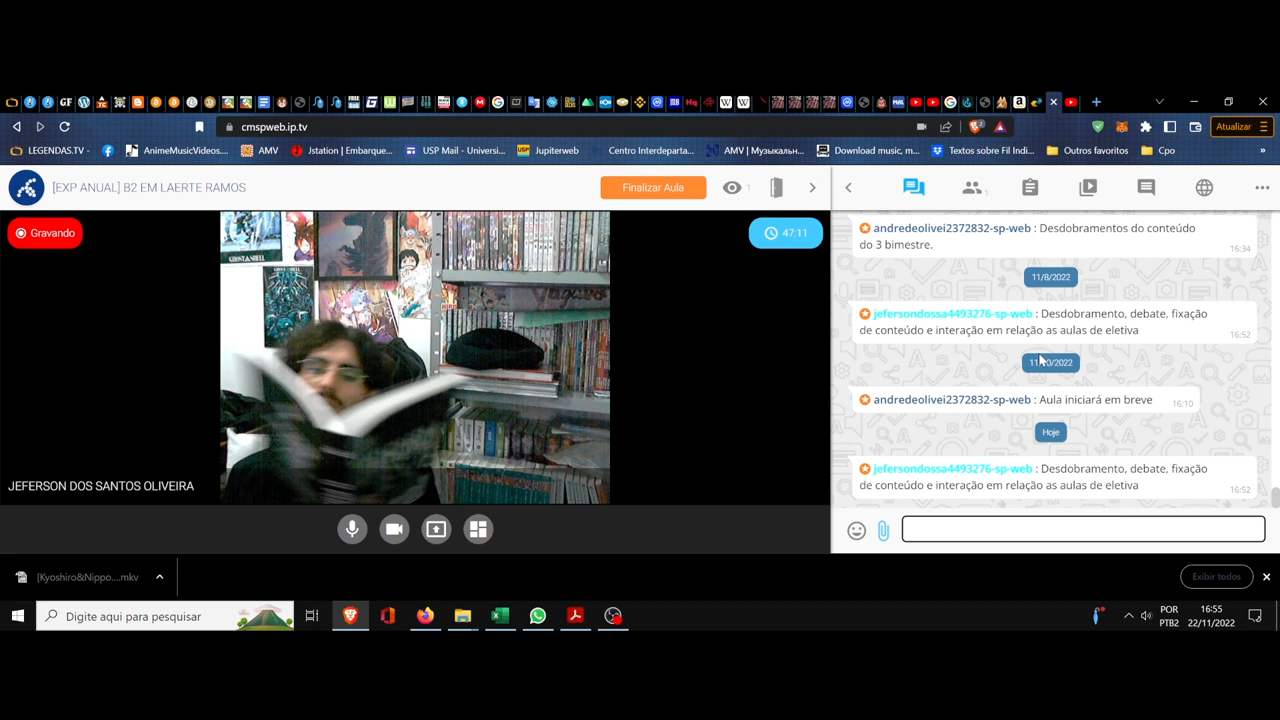 cmspweb.ip.tv
2
Atualizar
LEGENDAS.TV -
AnimeMusicVideos...
AMV
Jstation | Embarque...
USP Mail - Universi...
Jupiterweb
Centro Interdeparta...
AMV | Музыкальн...
Download music, m...
Textos sobre Fil Indi...
Outros favoritos
Cpo
»
[EXP ANUAL] B2 EM LAERTE RAMOS
Finalizar Aula
1
1
Gravando
47:11
JEFERSON DOS SANTOS OLIVEIRA
andredeolivei2372832-sp-web : Desdobramentos do conteúdo
do 3 bimestre.
16:34
11/8/2022
jefersondossa4493276-sp-web : Desdobramento, debate, fixação
de conteúdo e interação em relação as aulas de eletiva
16:52
andredeolivei2372832-sp-web : Aula iniciará em breve
16:10
Hoje
jefersondossa4493276-sp-web : Desdobramento, debate, fixação
de conteúdo e interação em relação as aulas de eletiva
16:52
[Kyoshiro&Nippo....mkv
Exibir todos
Digite aqui para pesquisar
POR
PTB2
16:55
22/11/2022